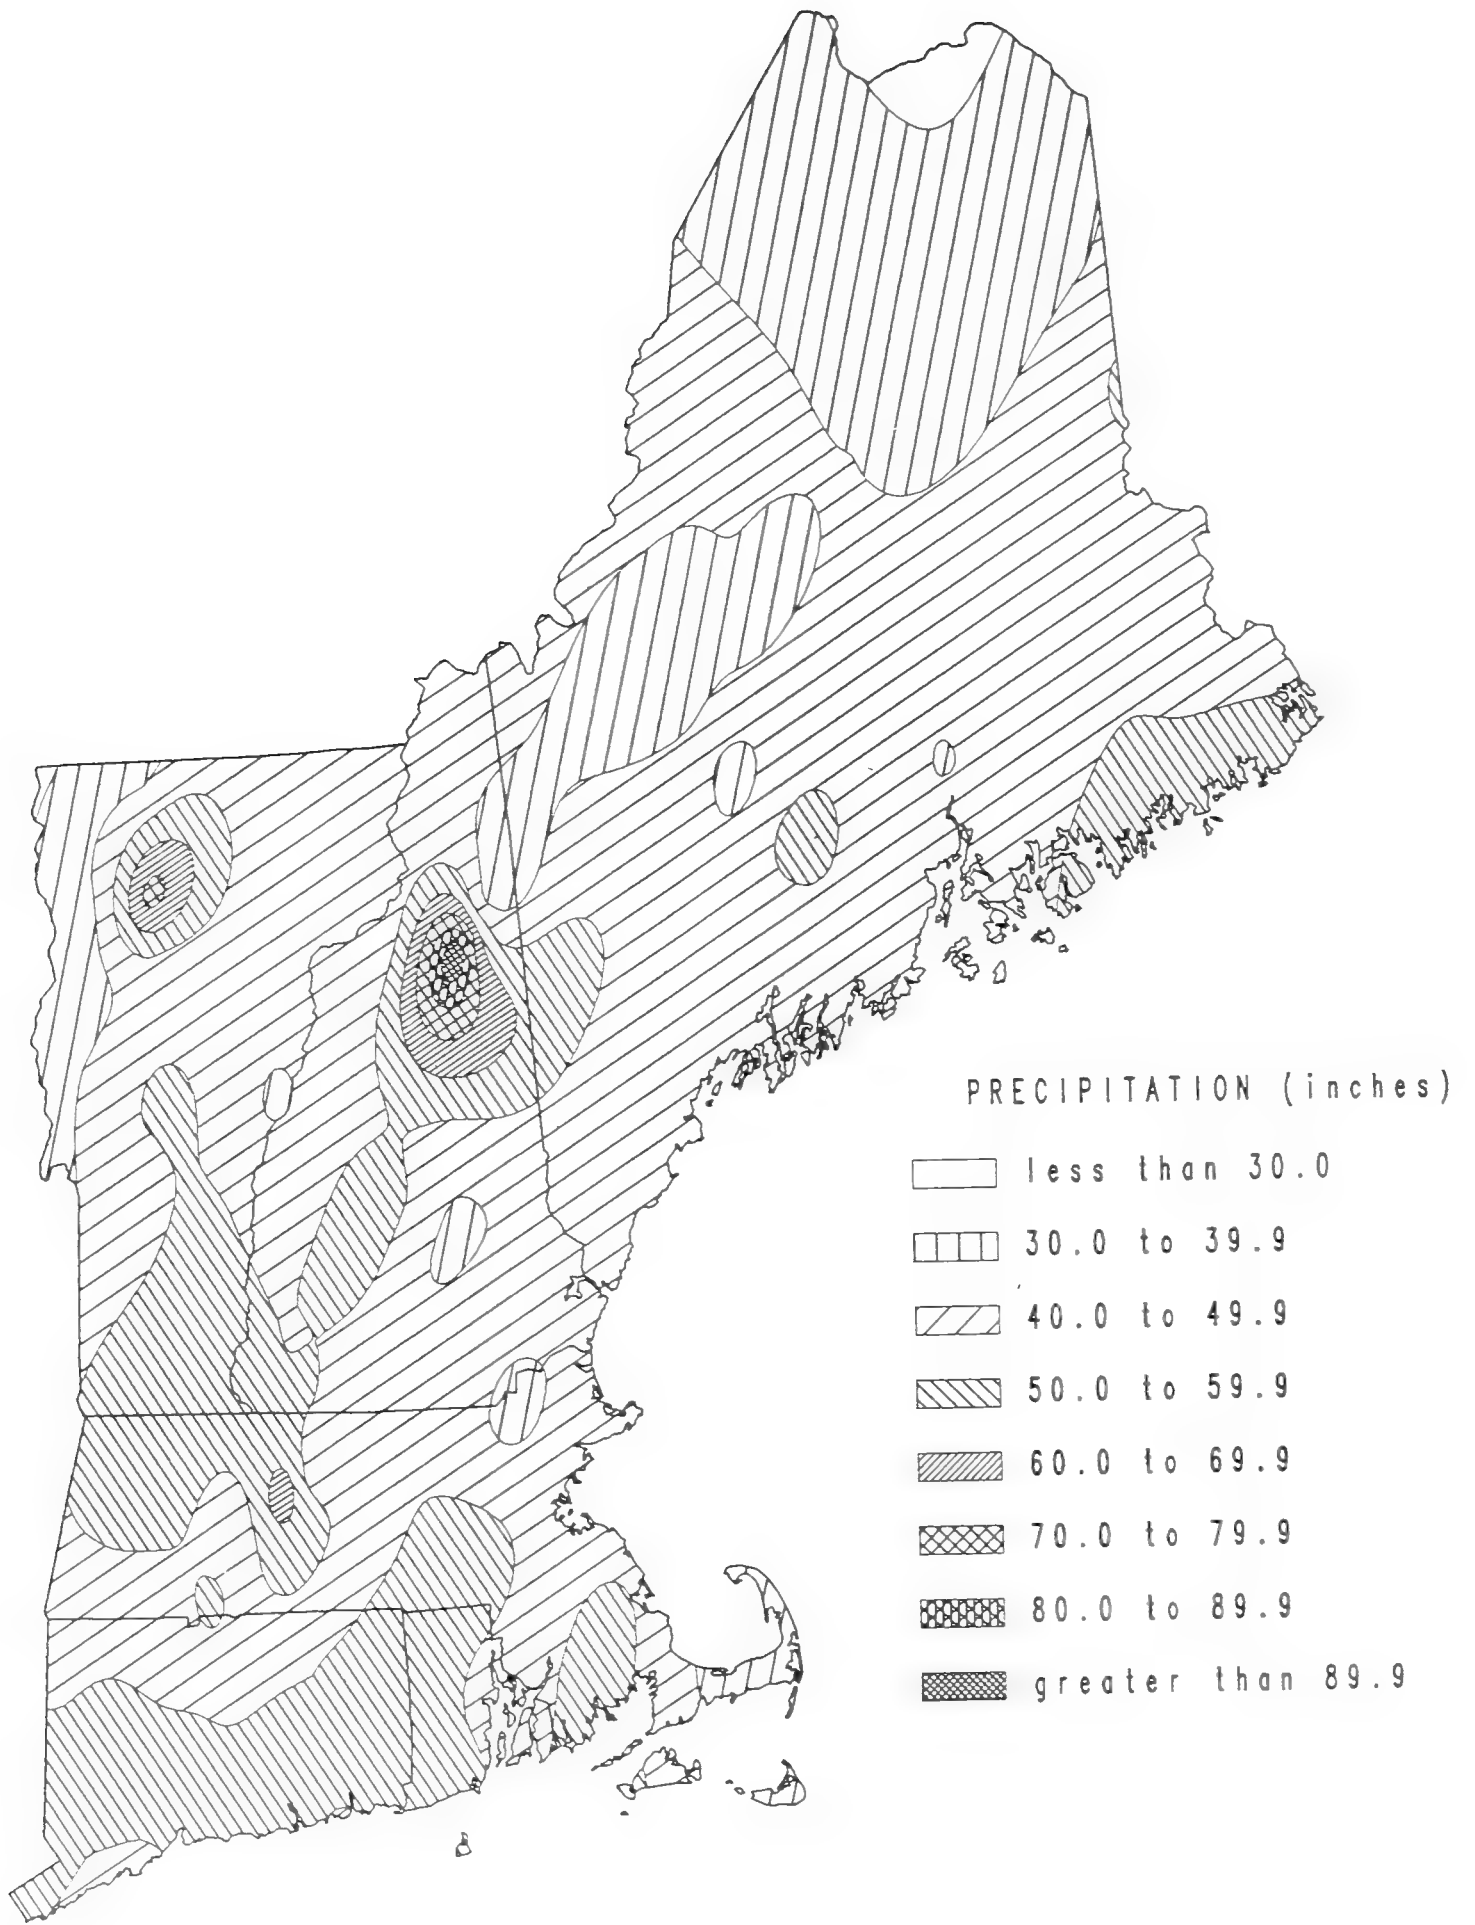 PRECIPITATION (inches)
less than 30.0
30.0 to 39.9
40.0 to 49.9
50.0 to 59.9
60.0 to 69.9
70.0 to 79.9
80.0 to 89.9
greater than 89.9